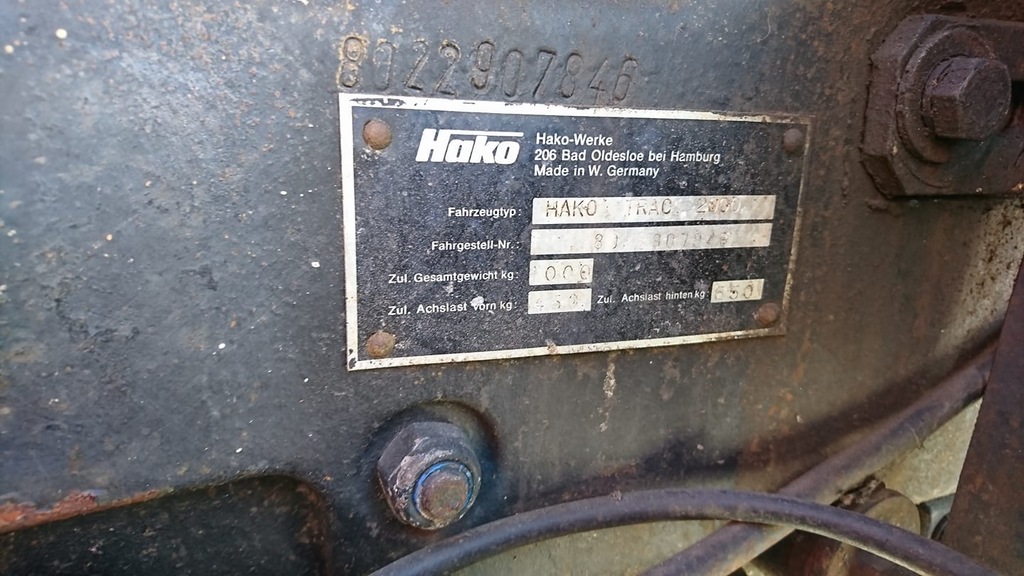 8022907846
Hako
Hako-Werke
206 Bad Oldesloe bei Hamburg
Made in W. Germany
Fahrzeugtyp: HAKO TRAC
Fahrgestell-Nr.:
Zul. Gesamtgewicht kg:
Zul. Achslast vorn kg: Zul. Achslast hinten kg: 650